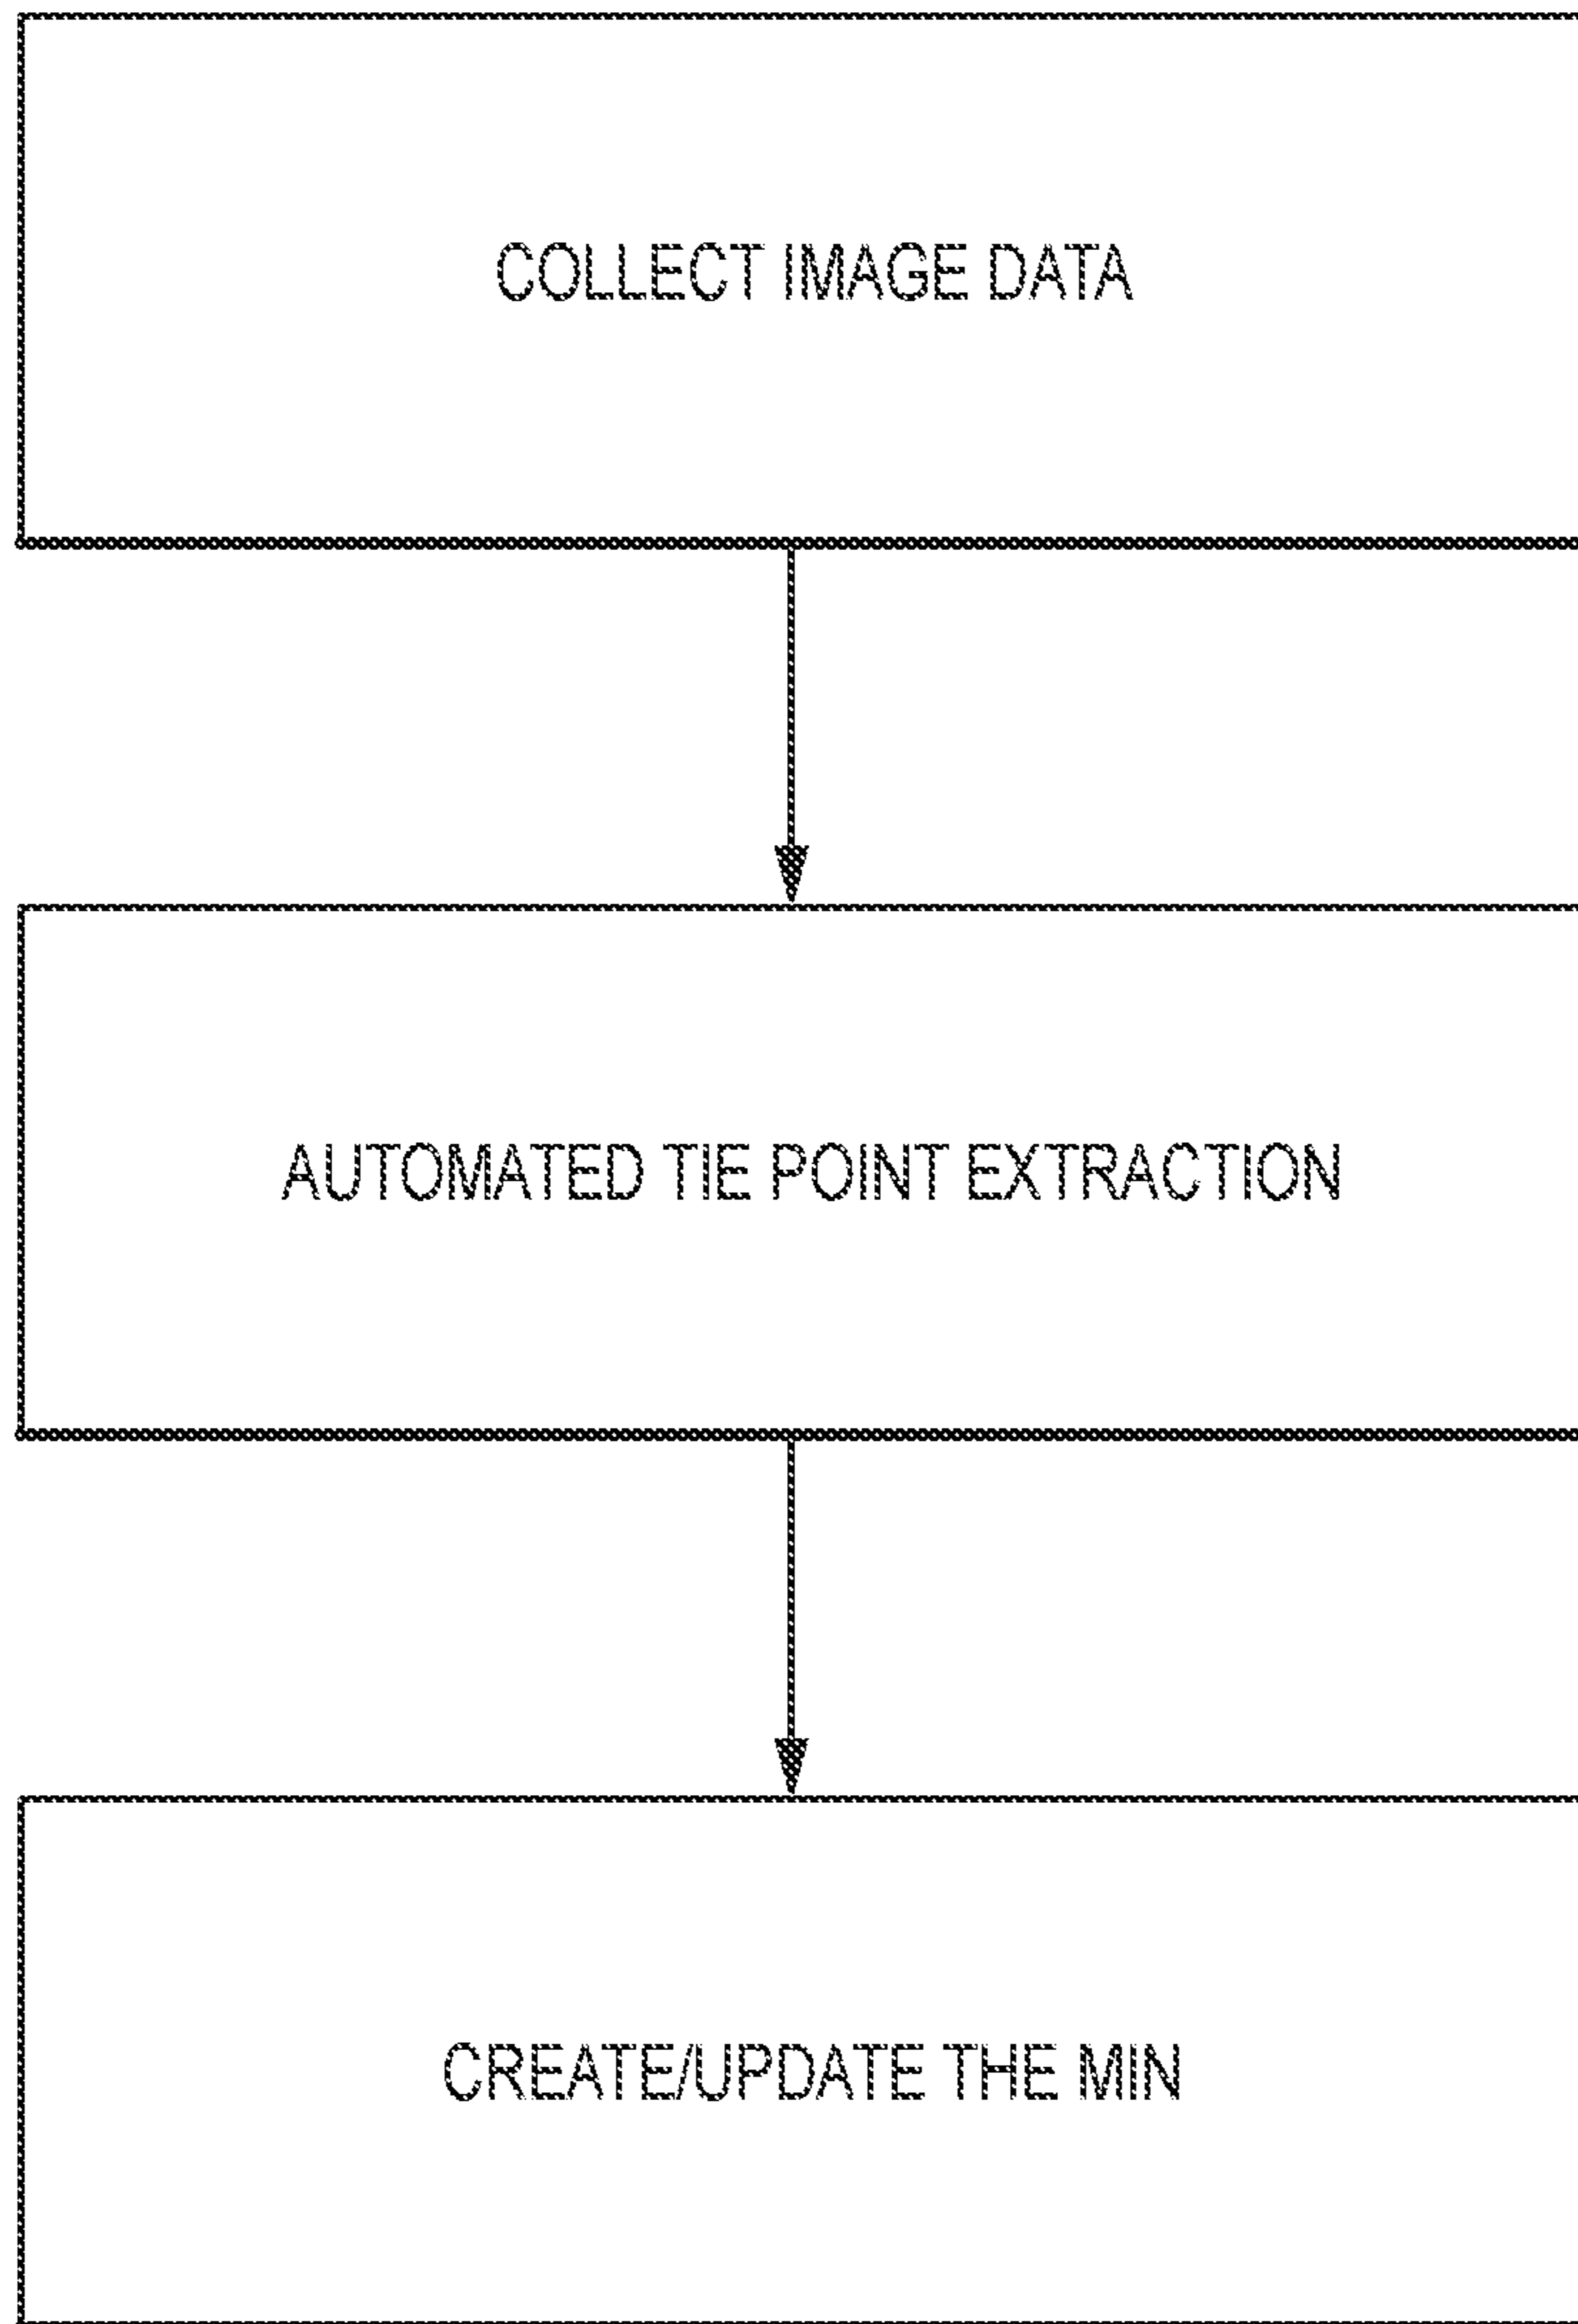 COLLECT IMAGE DATA
AUTOMATED TIE POINT EXTRACTION
CREATE/UPDATE THE MIN